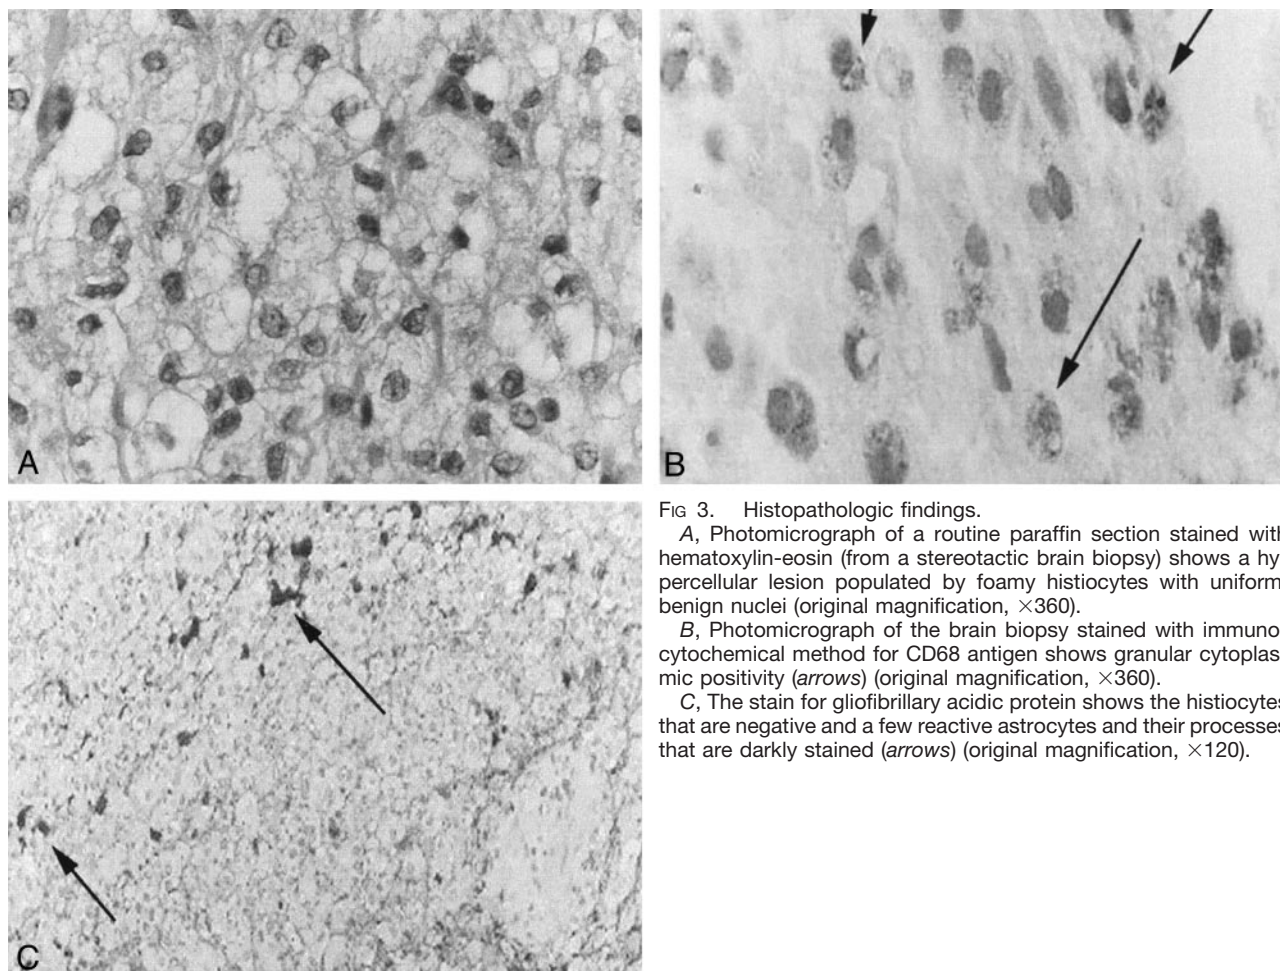 A
B
C
FIG 3. Histopathologic findings.
A, Photomicrograph of a routine paraffin section stained with
hematoxylin-eosin (from a stereotactic brain biopsy) shows a hy-
percellular lesion populated by foamy histiocytes with uniform
benign nuclei (original magnification, ×360).
B, Photomicrograph of the brain biopsy stained with immuno-
cytochemical method for CD68 antigen shows granular cytoplas-
mic positivity (arrows) (original magnification, ×360).
C, The stain for gliofibrillary acidic protein shows the histiocytes
that are negative and a few reactive astrocytes and their processes
that are darkly stained (arrows) (original magnification, ×120).